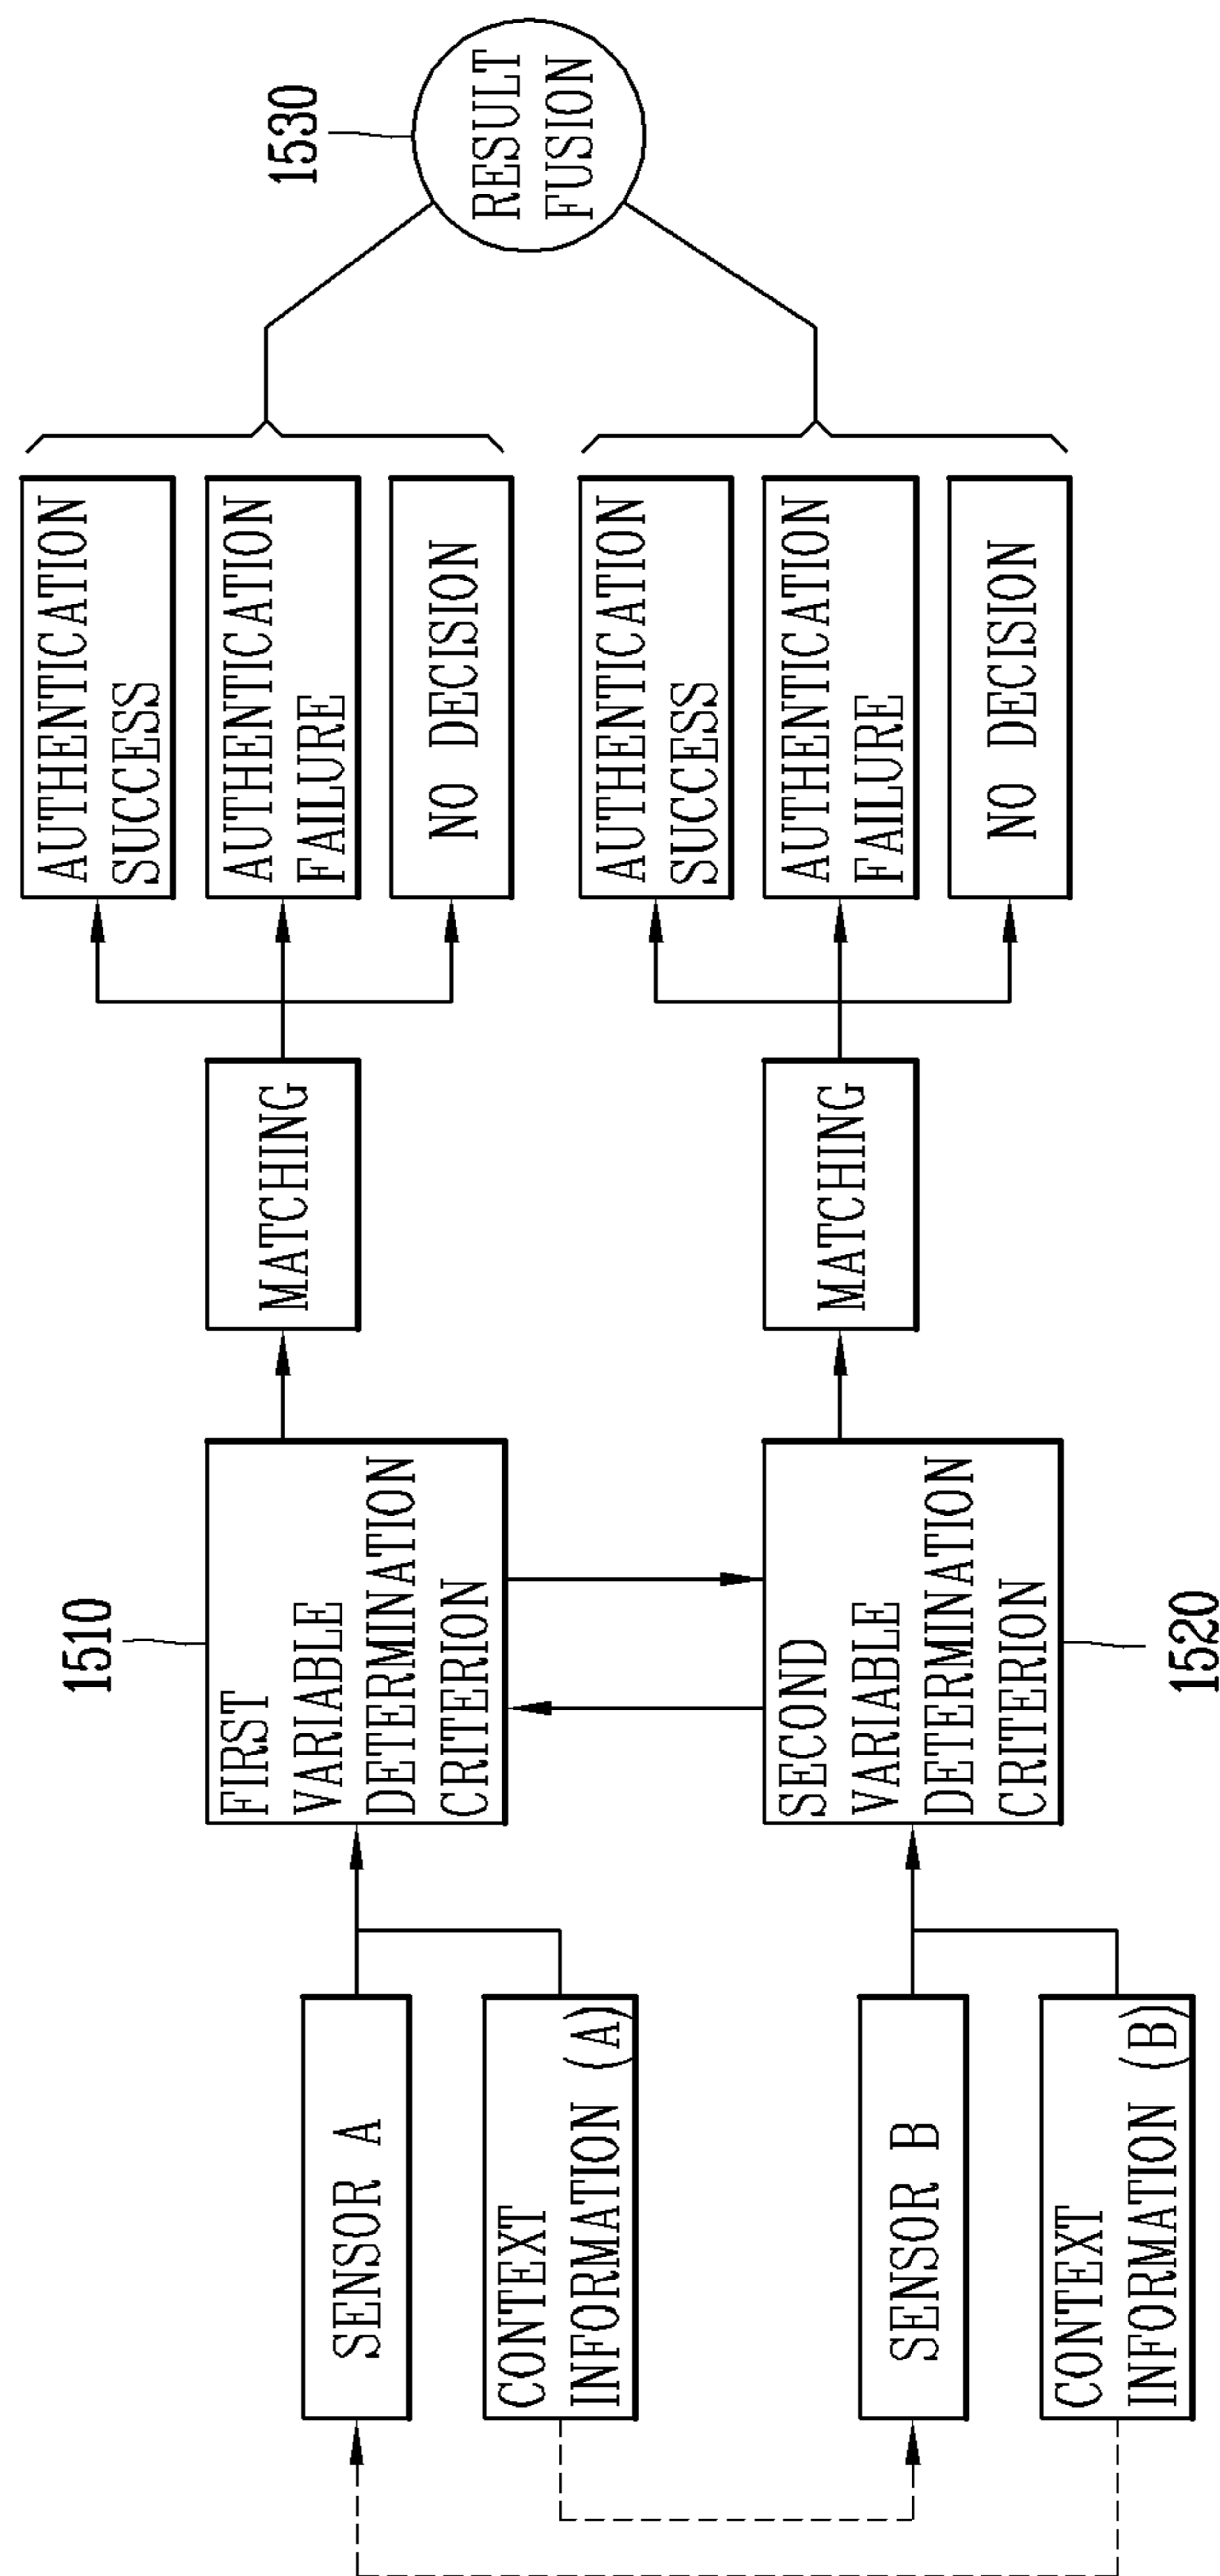 SENSOR A
CONTEXT
INFORMATION (A)
1510
FIRST
VARIABLE
DETERMINATION
CRITERION
MATCHING
AUTHENTICATION
SUCCESS
AUTHENTICATION
FAILURE
NO DECISION
SENSOR B
CONTEXT
INFORMATION (B)
SECOND
VARIABLE
DETERMINATION
CRITERION
1520
MATCHING
AUTHENTICATION
SUCCESS
AUTHENTICATION
FAILURE
NO DECISION
1530
RESULT
FUSION